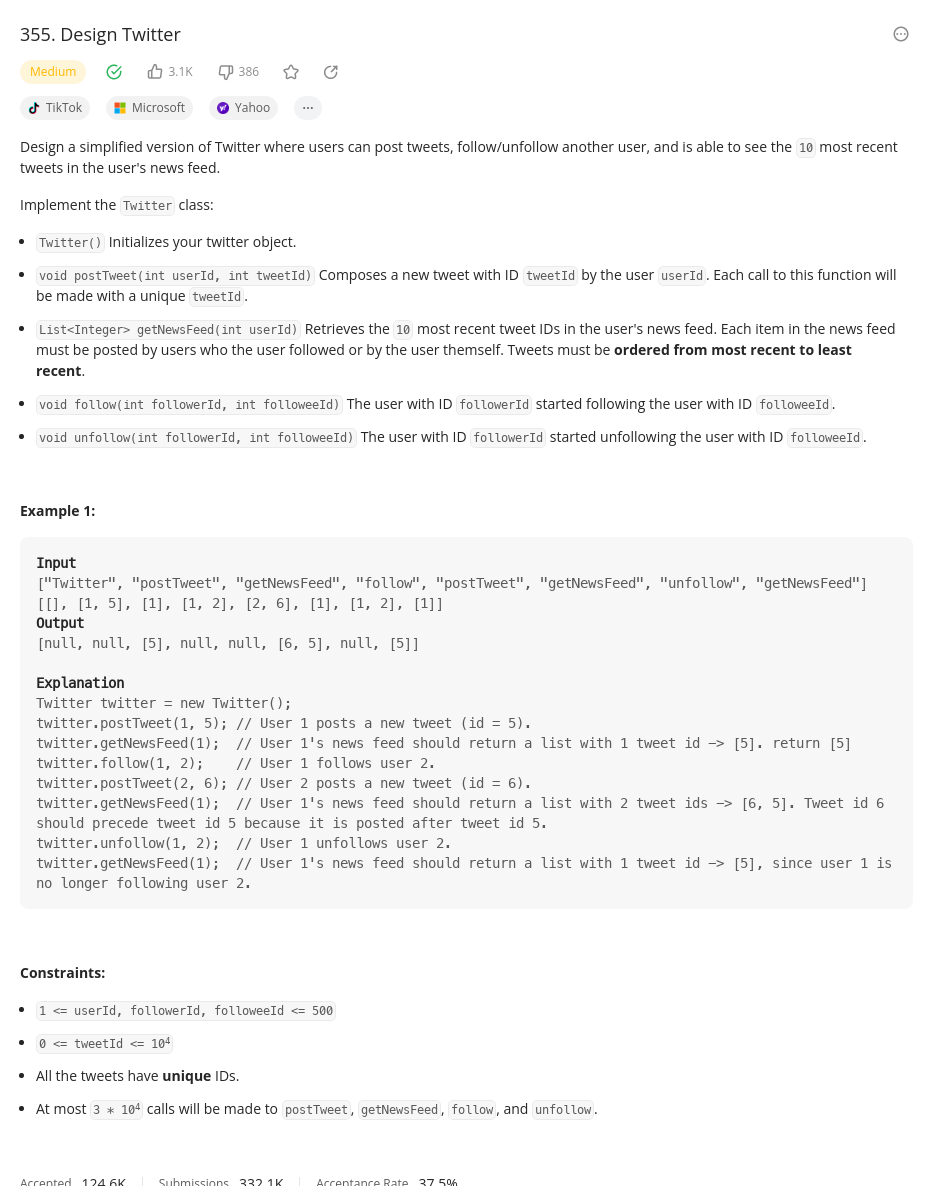 355. Design Twitter
Medium
3.1K
386
TikTok
Microsoft
Yahoo
Design a simplified version of Twitter where users can post tweets, follow/unfollow another user, and is able to see the 10 most recent
tweets in the user's news feed.
Implement the Twitter class:
• Twitter() Initializes your twitter object.
• void postTweet(int userId, int tweetId) Composes a new tweet with ID tweetId by the user userId. Each call to this function will
be made with a unique tweetId.
• List<Integer> getNewsFeed(int userId) Retrieves the 10 most recent tweet IDs in the user's news feed. Each item in the news feed
must be posted by users who the user followed or by the user themself. Tweets must be ordered from most recent to least
recent.
• void follow(int followerId, int followeeId) The user with ID followerId started following the user with ID followeeId.
• void unfollow(int followerId, int followeeId) The user with ID followerId started unfollowing the user with ID followeeId.
Example 1:
Input
["Twitter", "postTweet", "getNewsFeed", "follow", "postTweet", "getNewsFeed", "unfollow", "getNewsFeed"]
[[], [1, 5], [1], [1, 2], [2, 6], [1], [1, 2], [1]]
Output
[null, null, [5], null, null, [6, 5], null, [5]]
Explanation
Twitter twitter = new Twitter();
twitter.postTweet(1, 5); // User 1 posts a new tweet (id = 5).
twitter.getNewsFeed(1);  // User 1's news feed should return a list with 1 tweet id -> [5]. return [5]
twitter.follow(1, 2);    // User 1 follows user 2.
twitter.postTweet(2, 6); // User 2 posts a new tweet (id = 6).
twitter.getNewsFeed(1);  // User 1's news feed should return a list with 2 tweet ids -> [6, 5]. Tweet id 6
should precede tweet id 5 because it is posted after tweet id 5.
twitter.unfollow(1, 2);  // User 1 unfollows user 2.
twitter.getNewsFeed(1);  // User 1's news feed should return a list with 1 tweet id -> [5], since user 1 is
no longer following user 2.
Constraints:
• 1 <= userId, followerId, followeeId <= 500
• 0 <= tweetId <= 10⁴
• All the tweets have unique IDs.
• At most 3 * 10⁴ calls will be made to postTweet, getNewsFeed, follow, and unfollow.
Accepted 124.6K Submissions 332.1K Acceptance Rate 37.5%